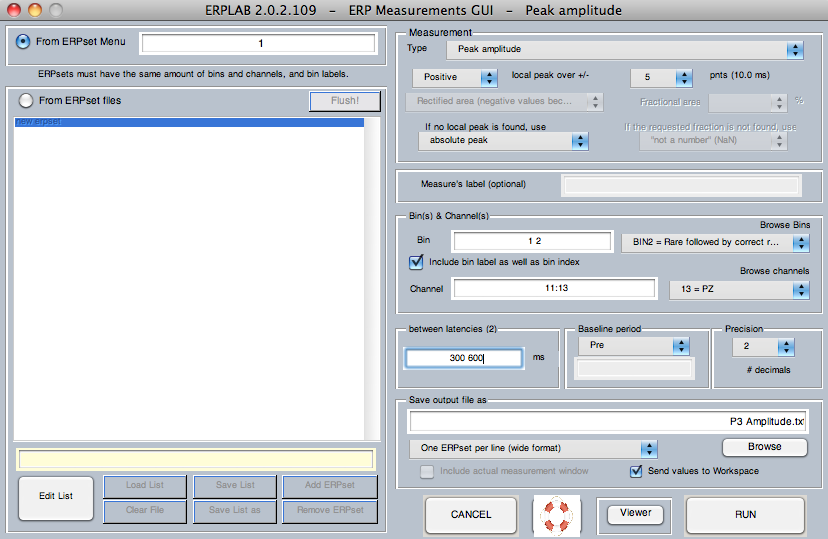 ERPLAB 2.0.2.109 - ERP Measurements GUI - Peak amplitude
From ERPset Menu
1
ERPsets must have the same amount of bins and channels, and bin labels.
From ERPset files
Flush!
new erpset
Edit List
Load List
Save List
Add ERPset
Clear File
Save List as
Remove ERPset
Measurement
Type
Peak amplitude
Positive
local peak over +/-
5
pnts (10.0 ms)
Rectified area (negative values bec...
Fractional area
%
If no local peak is found, use
If the requested fraction is not found, use
absolute peak
"not a number" (NaN)
Measure's label (optional)
Bin(s) & Channel(s)
Browse Bins
Bin
1 2
BIN2 = Rare followed by correct r...
Include bin label as well as bin index
Browse channels
Channel
11:13
13 = PZ
between latencies (2)
300 600
ms
Baseline period
Pre
Precision
2
# decimals
Save output file as
P3 Amplitude.txt
One ERPset per line (wide format)
Browse
Include actual measurement window
Send values to Workspace
CANCEL
Viewer
RUN